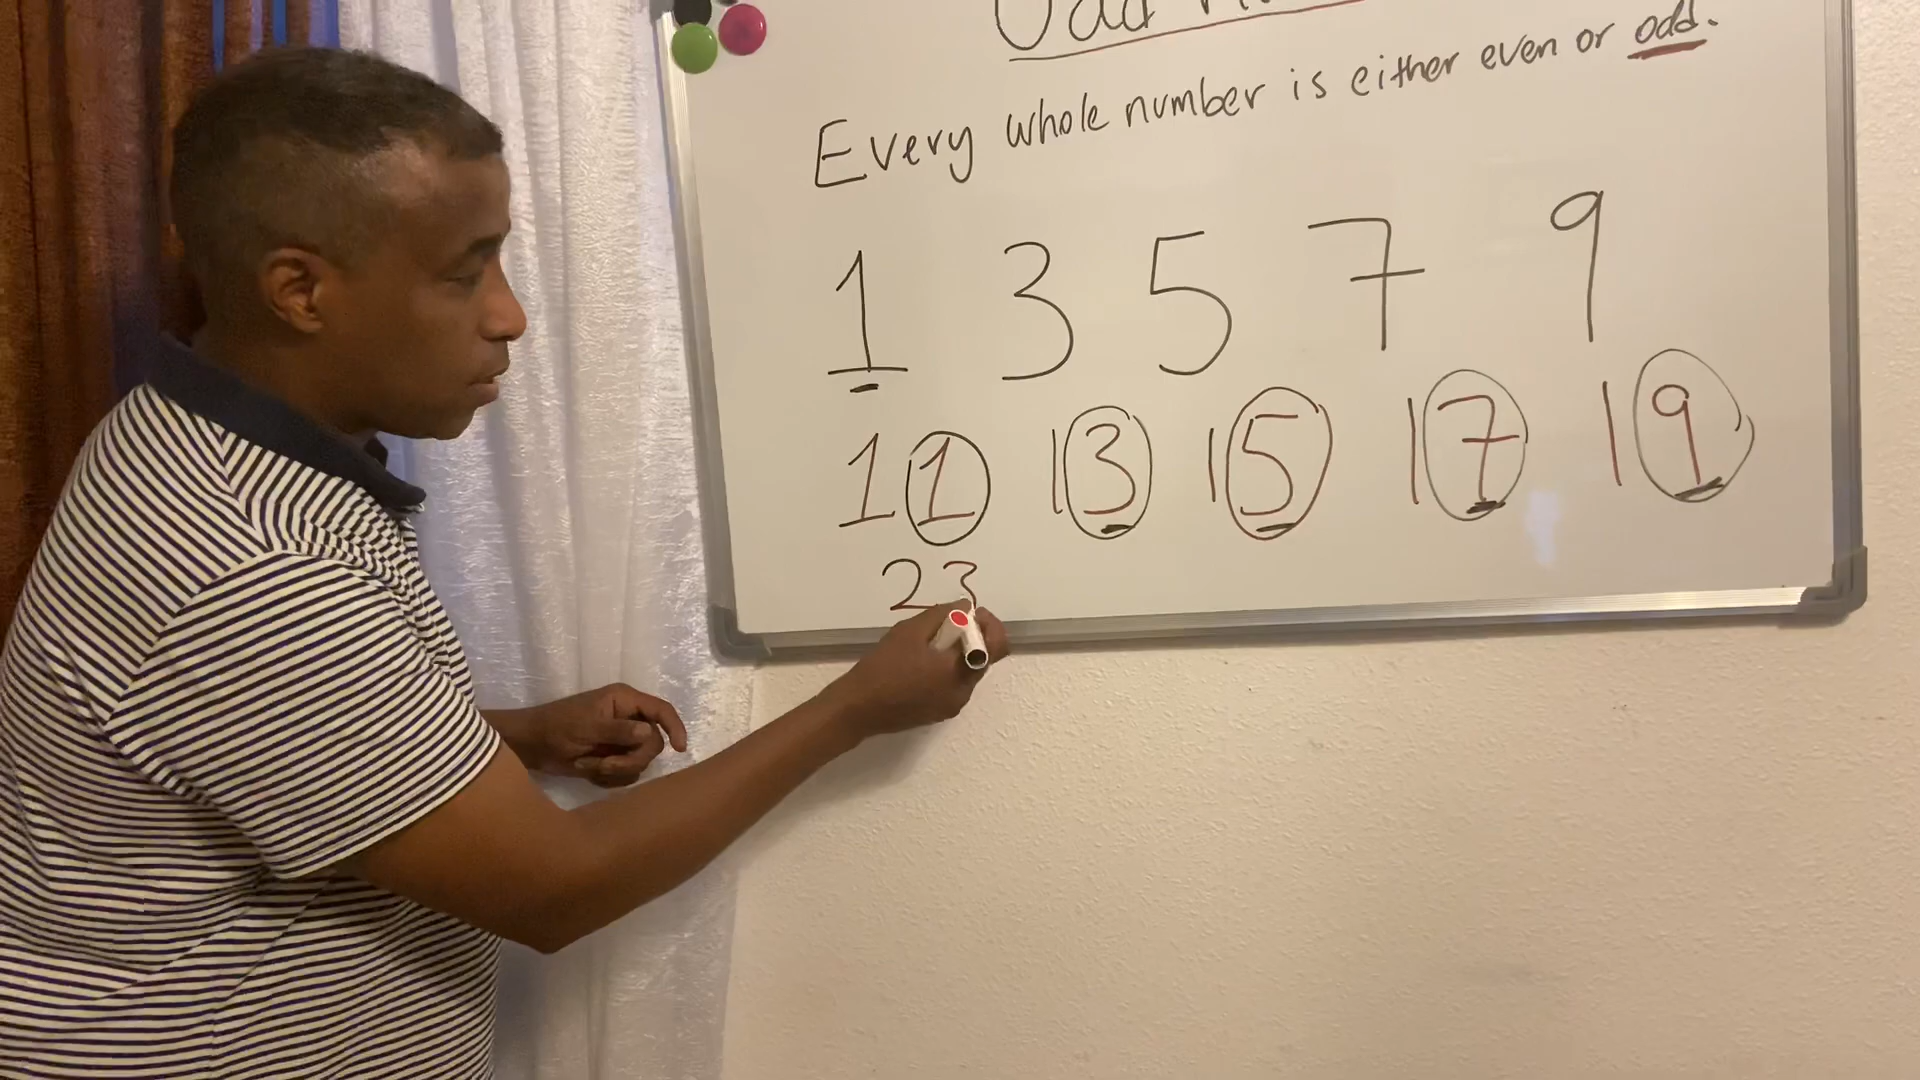 Odd
Every whole number is either even or odd.
1 3 5 7 9
11 13 15 17 19
23